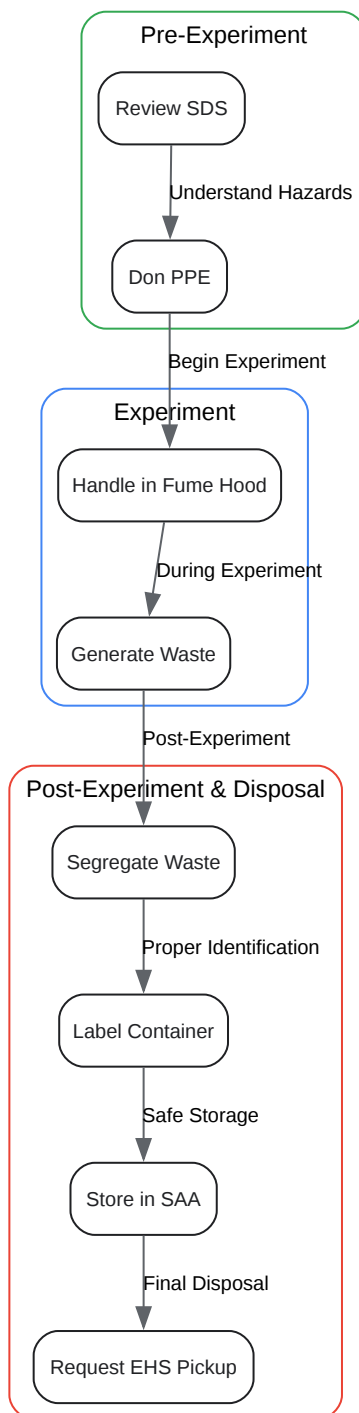 Pre-Experiment
Review SDS
Understand Hazards
Don PPE
Begin Experiment
Experiment
Handle in Fume Hood
During Experiment
Generate Waste
Post-Experiment
Post-Experiment & Disposal
Segregate Waste
Proper Identification
Label Container
Safe Storage
Store in SAA
Final Disposal
Request EHS Pickup